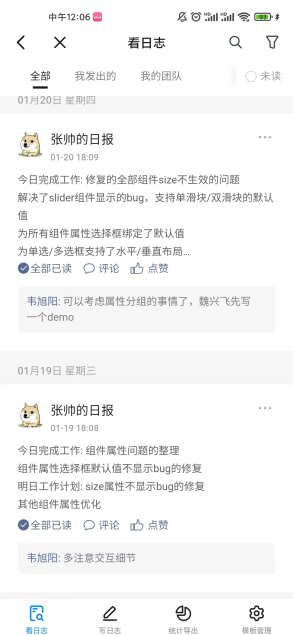 中午12:06
看日志
全部
我发出的
我的团队
未读
01月20日 星期四
张帅的日报
01-20 18:09
今日完成工作: 修复的全部组件size不生效的问题
解决了slider组件显示的bug，支持单滑块/双滑块的默认
值
为所有组件属性选择框绑定了默认值
为单选/多选框支持了水平/垂直布局...
全部已读 评论 点赞
韦旭阳: 可以考虑属性分组的事情了，魏兴飞先写
一个demo
01月19日 星期三
张帅的日报
01-19 18:08
今日完成工作: 组件属性问题的整理
组件属性选择框默认值不显示bug的修复
明日工作计划: size属性不显示bug的修复
其他组件属性优化
全部已读 评论 点赞
韦旭阳: 多注意交互细节
看日志 写日志 统计导出 模板管理